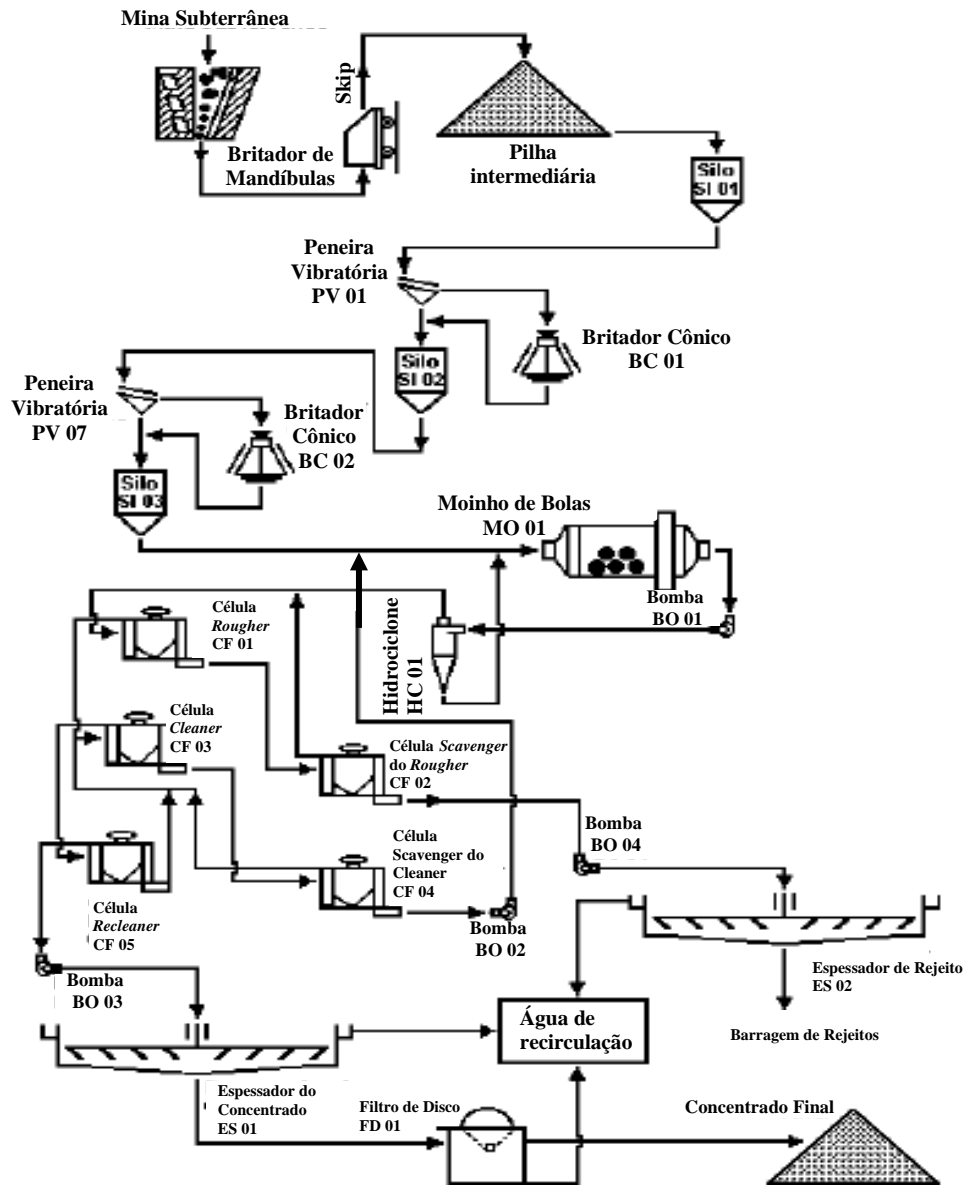 Mina Subterrânea
Skip
Britador de
Mandíbulas
Pilha
intermediária
Silo
SI 01
Peneira
Vibratória
PV 01
Britador Cônico
BC 01
Silo
SI 02
Peneira
Vibratória
PV 07
Britador
Cônico
BC 02
Silo
SI 03
Moinho de Bolas
MO 01
Bomba
BO 01
Hidrociclone
HC 01
Célula
Rougher
CF 01
Célula
Cleaner
CF 03
Célula Scavenger
do Rougher
CF 02
Bomba
BO 04
Célula
Scavenger do
Cleaner
CF 04
Célula
Recleaner
CF 05
Bomba
BO 02
Bomba
BO 03
Espessador de Rejeito
ES 02
Água de
recirculação
Barragem de Rejeitos
Espessador do
Concentrado
ES 01
Filtro de Disco
FD 01
Concentrado Final